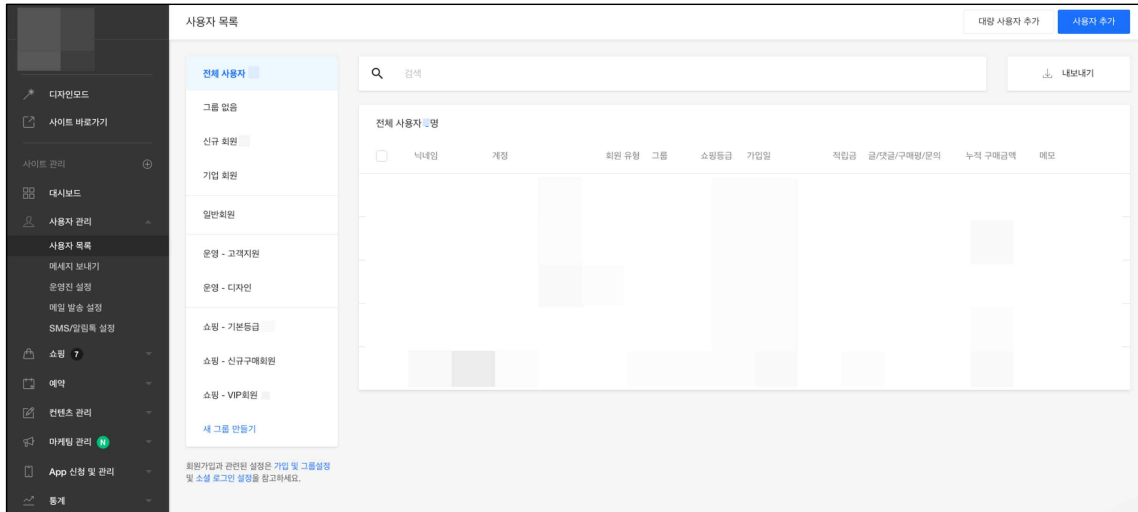 사용자 목록
대량 사용자 추가
사용자 추가
디자인모드
사이트 바로가기
사이트 관리
대시보드
사용자 관리
사용자 목록
메세지 보내기
운영진 설정
메일 발송 설정
SMS/알림톡 설정
쇼핑 7
예약
컨텐츠 관리
마케팅 관리 N
App 신청 및 관리
통계
전체 사용자
그룹 없음
신규 회원
기업 회원
일반회원
운영 - 고객지원
운영 - 디자인
쇼핑 - 기본등급
쇼핑 - 신규구매회원
쇼핑 - VIP회원
새 그룹 만들기
회원가입과 관련된 설정은 가입 및 그룹설정
및 소셜 로그인 설정을 참고하세요.
검색
내보내기
전체 사용자 명
닉네임 계정 회원 유형 그룹 쇼핑등급 가입일 적립금 글/댓글/구매평/문의 누적 구매금액 메모